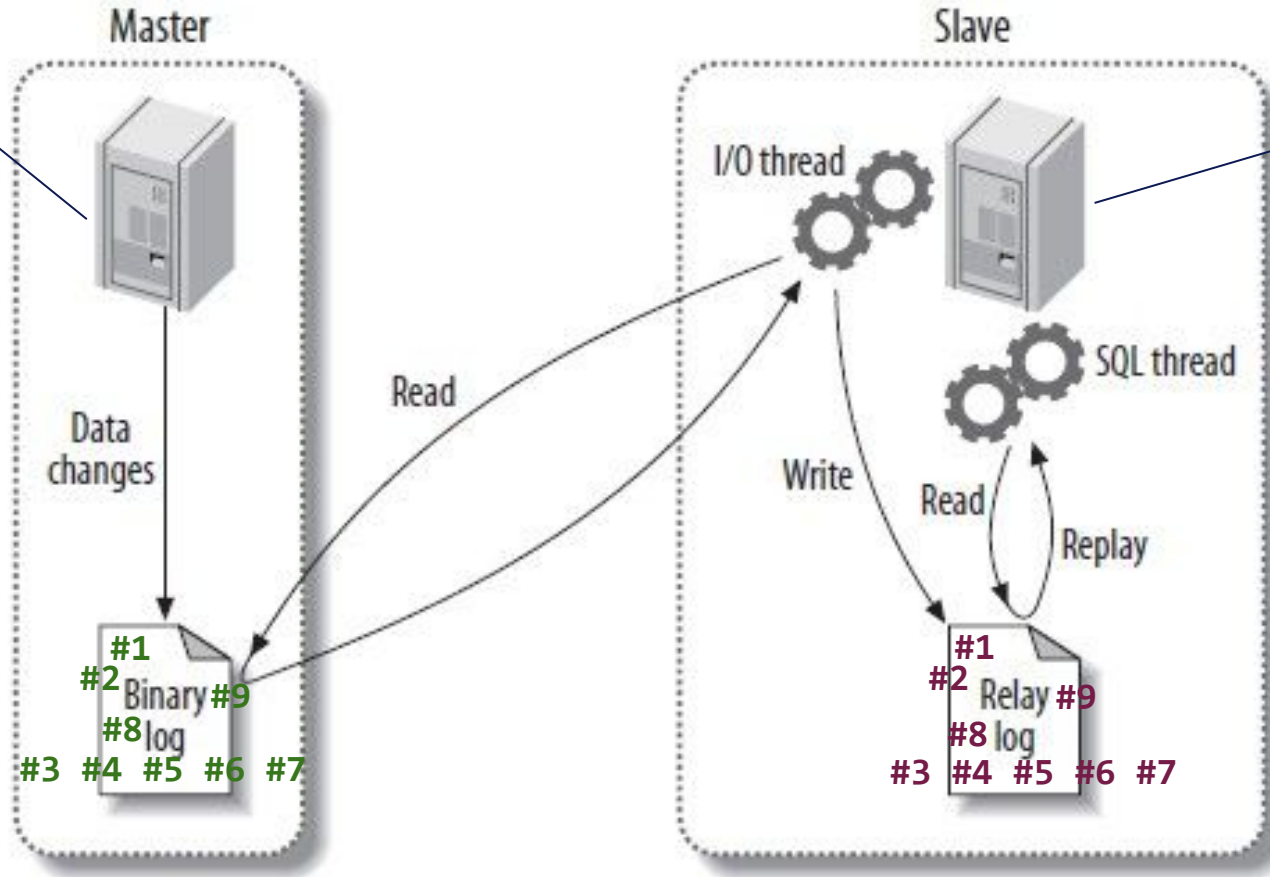 Master
Slave
I/O thread
SQL thread
Read
Data
changes
Write
Read
Replay
#1
#2
Binary
#9
#8
log
#3 #4 #5 #6 #7
#1
#2
Relay
#9
#8
log
#3 #4 #5 #6 #7